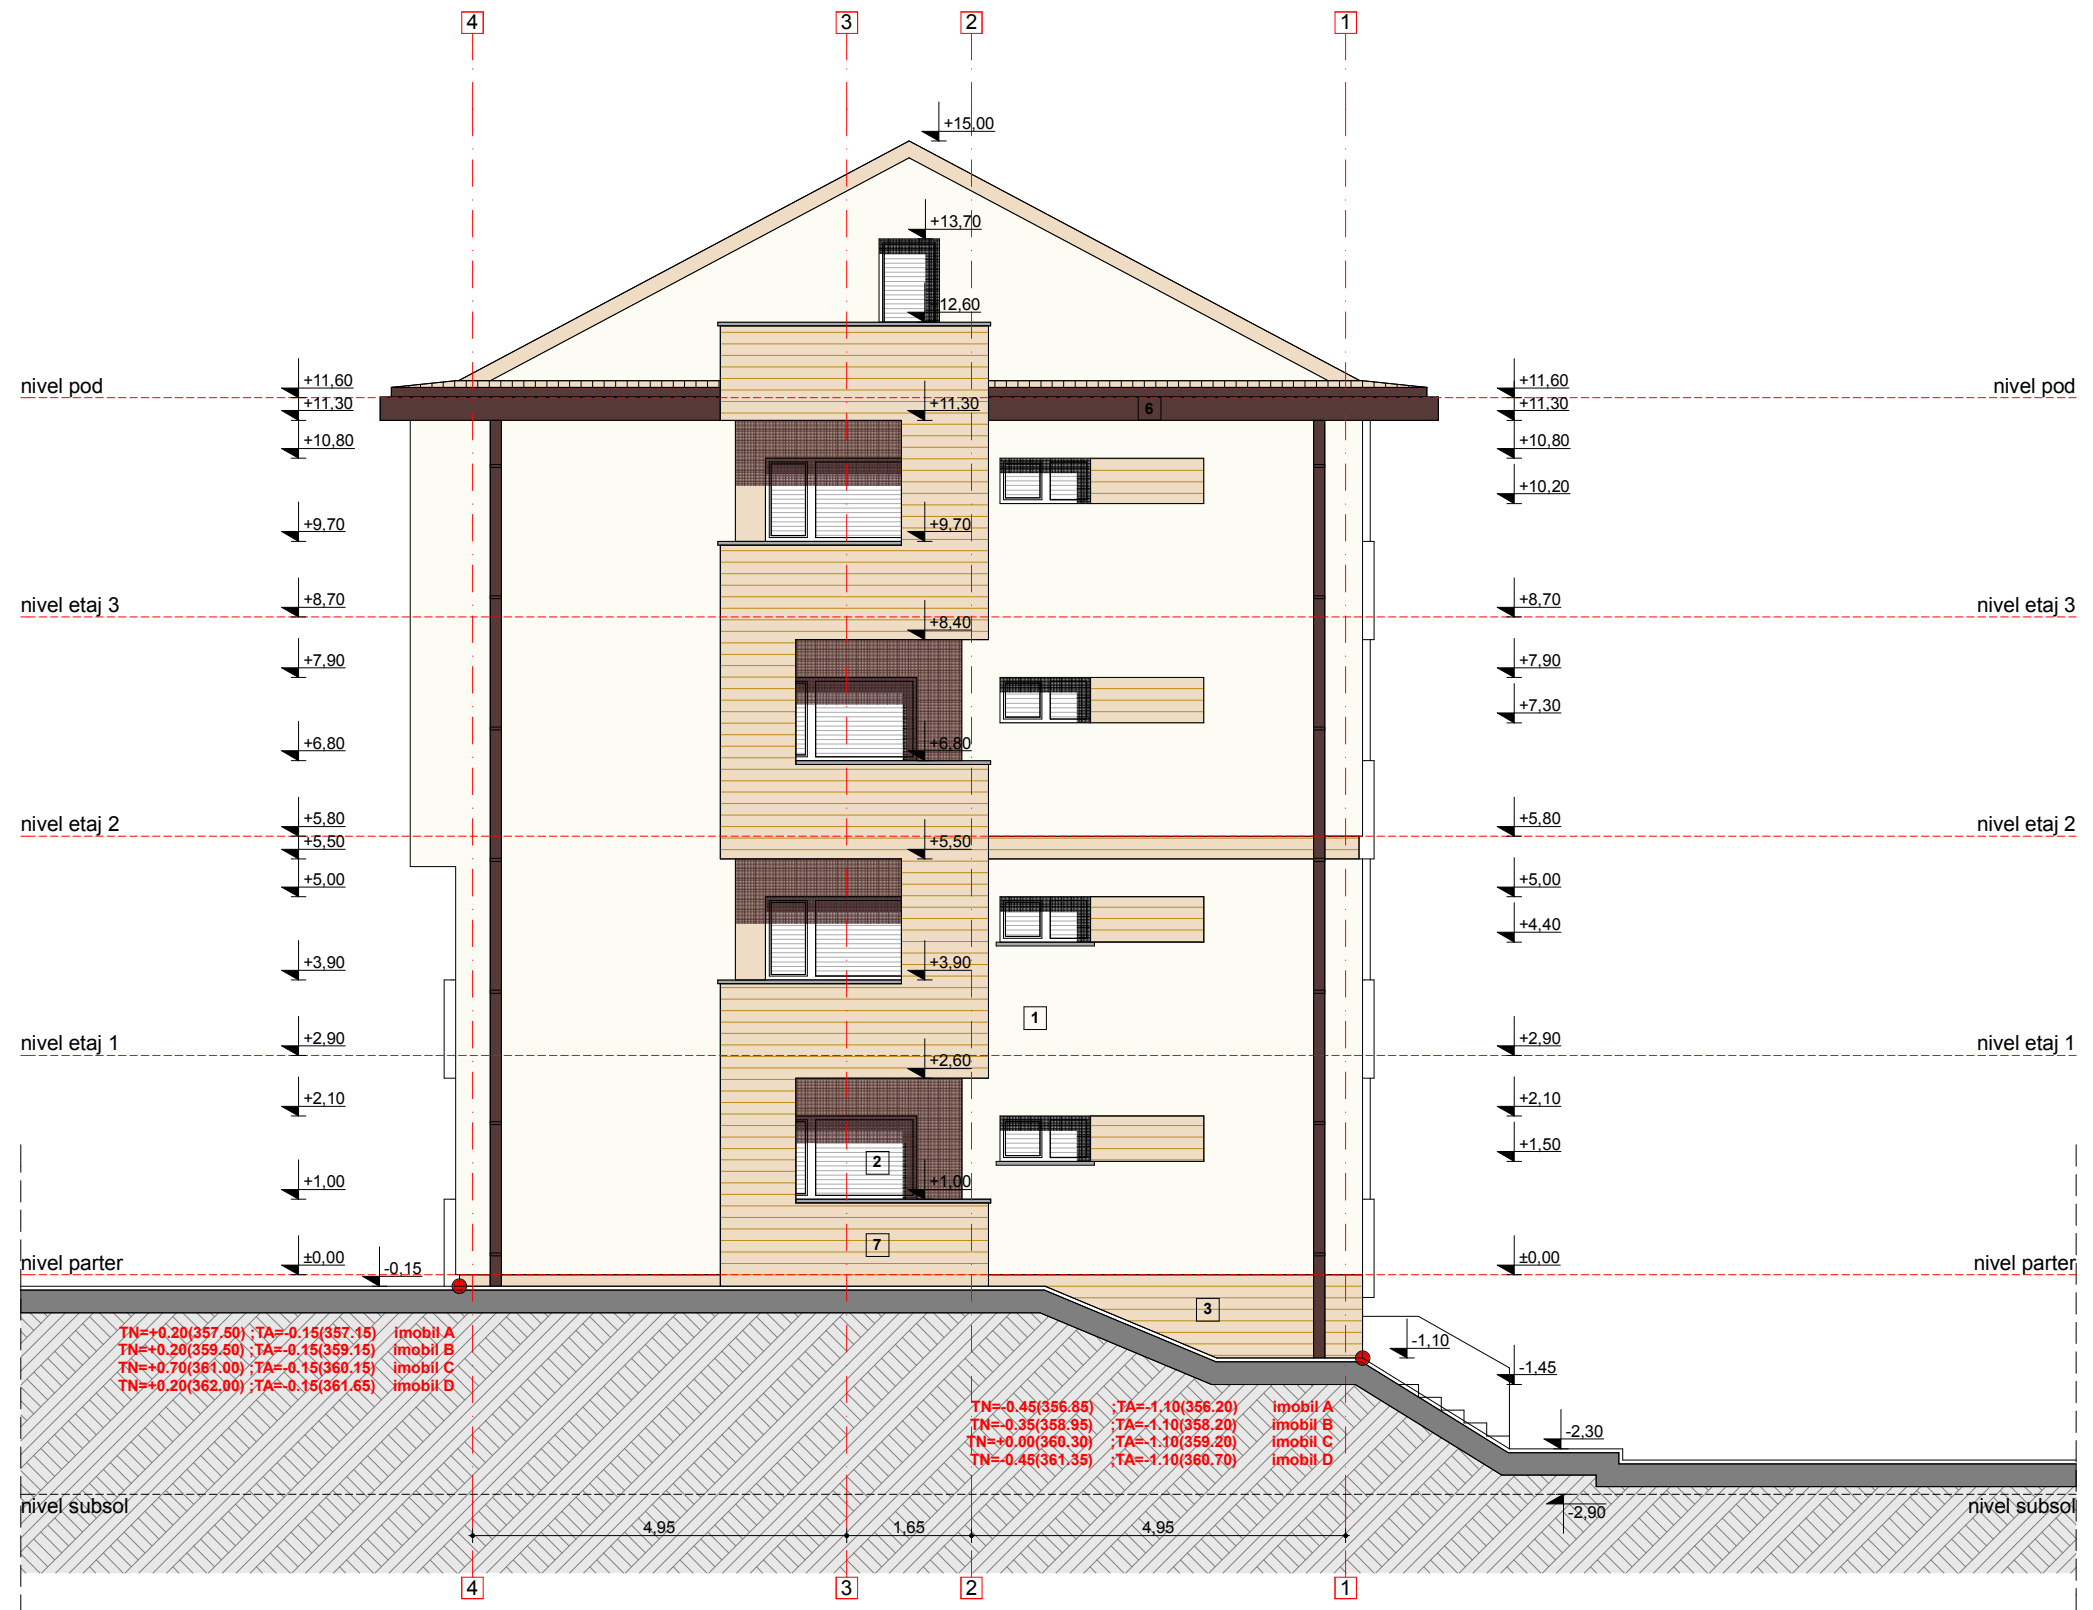 4 3 2 1
+15,00
+13,70
12,60
nivel pod +11,60 +11,60 nivel pod
+11,30 +11,30 6 +11,30
+10,80 +10,80
+10,20
+9,70 +9,70
nivel etaj 3 +8,70 +8,70 nivel etaj 3
+8,40
+7,90 +7,90
+7,30
+6,80 +6,80
nivel etaj 2 +5,80 +5,80 nivel etaj 2
+5,50 +5,50
+5,00 +5,00
+4,40
+3,90 +3,90
1
nivel etaj 1 +2,90 +2,90 nivel etaj 1
+2,60
+2,10 +2,10
+1,50
2
+1,00 +1,00
7
nivel parter ±0,00 ±0,00 nivel parter
-0,15
3
TN=+0.20(357.50) ;TA=-0.15(357.15) imobil A
TN=+0.20(359.50) ;TA=-0.15(359.15) imobil B
TN=+0.70(361.00) ;TA=-0.15(360.15) imobil C
TN=+0.20(362.00) ;TA=-0.15(361.65) imobil D
-1,10
-1,45
TN=-0.45(356.85) ;TA=-1.10(356.20) imobil A
TN=-0.35(358.95) ;TA=-1.10(358.20) imobil B
TN=+0.00(360.30) ;TA=-1.10(359.20) imobil C
TN=-0.45(361.35) ;TA=-1.10(360.70) imobil D
-2,30
nivel subsol -2,90 nivel subsol
4,95 1,65 4,95
4 3 2 1